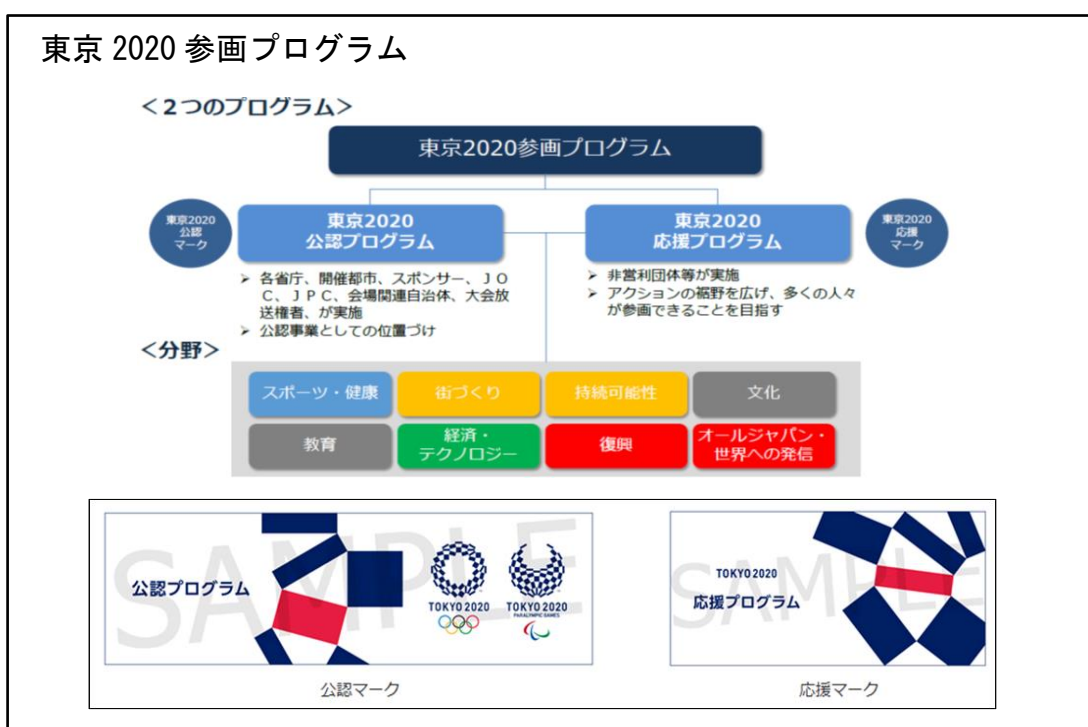 東京 2020 参画プログラム
＜２つのプログラム＞
東京2020参画プログラム
東京2020
公認
マーク
東京2020
公認プログラム
東京2020
応援プログラム
東京2020
応援
マーク
➢ 各省庁、開催都市、スポンサー、ＪＯ
Ｃ、ＪＰＣ、会場関連自治体、大会放
送権者、が実施
➢ 公認事業としての位置づけ
➢ 非営利団体等が実施
➢ アクションの裾野を広げ、多くの人々
が参画できることを目指す
＜分野＞
スポーツ・健康
街づくり
持続可能性
文化
教育
経済・
テクノロジー
復興
オールジャパン・
世界への発信
SAMPLE
公認プログラム
TOKYO 2020
TOKYO 2020
PARALYMPIC GAMES
公認マーク
SAMPLE
TOKYO 2020
応援プログラム
応援マーク